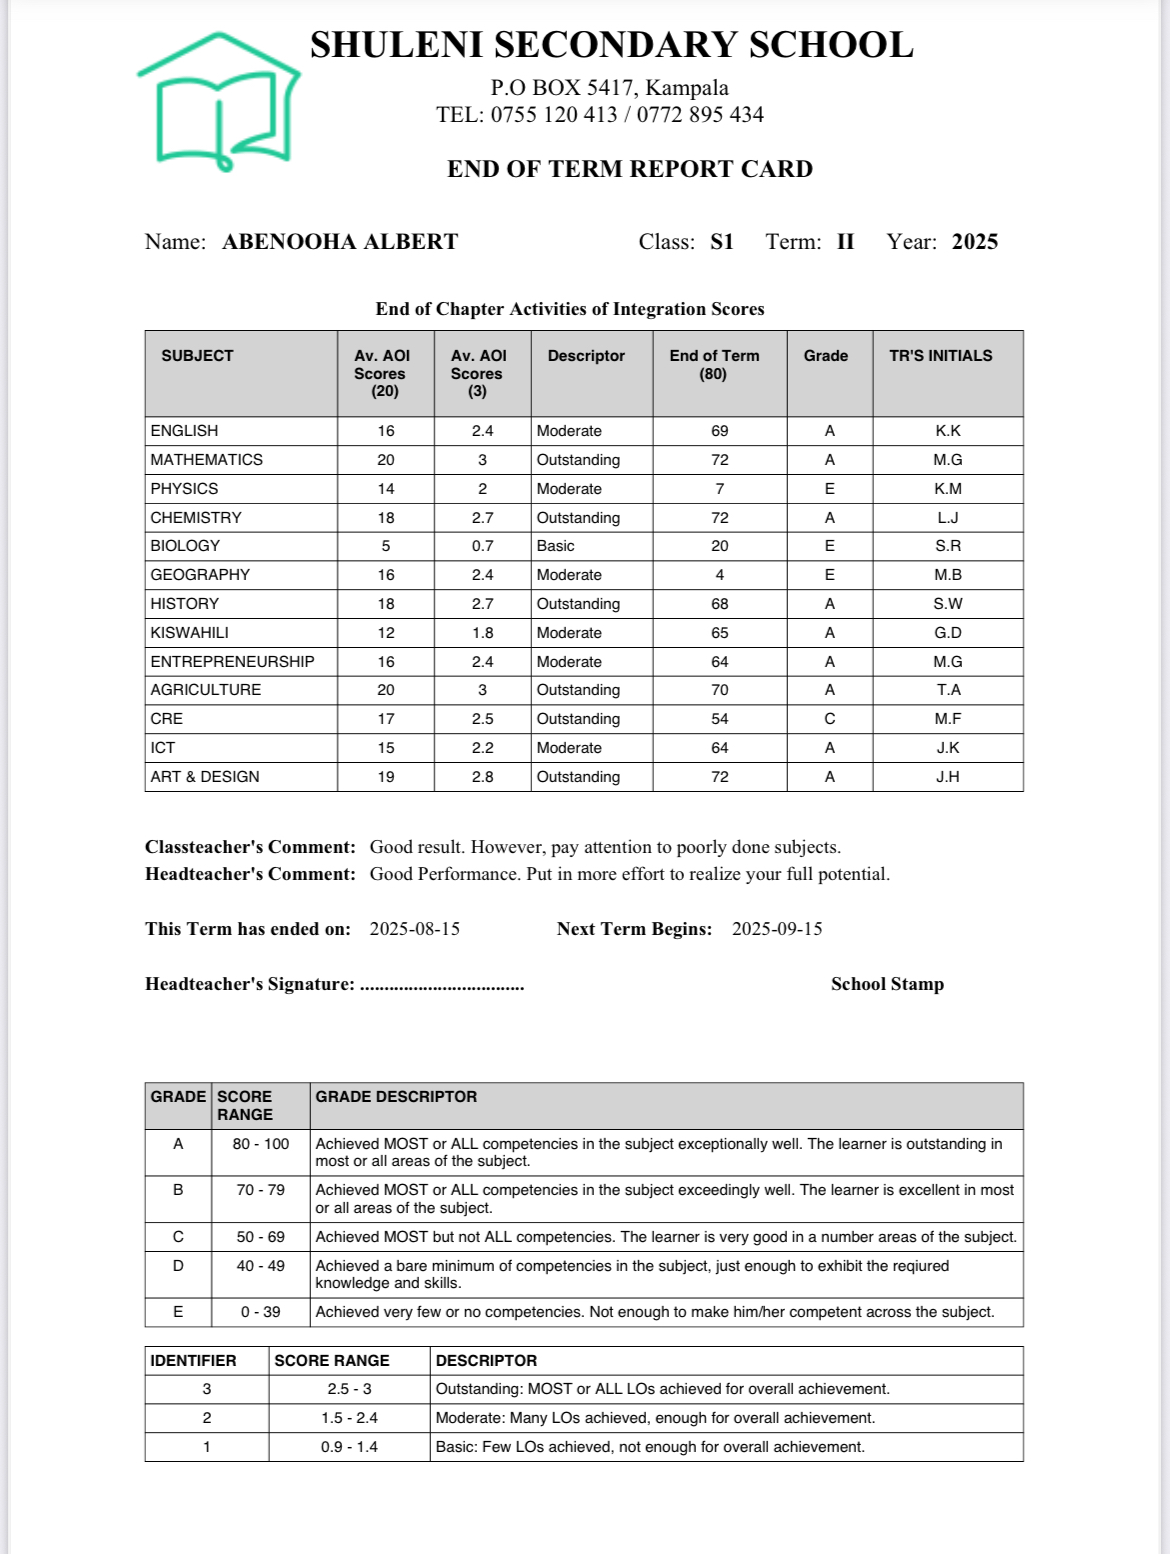 SHULENI SECONDARY SCHOOL
P.O BOX 5417, Kampala
TEL: 0755 120 413 / 0772 895 434
END OF TERM REPORT CARD
Name: ABENOOHA ALBERT Class: S1 Term: II Year: 2025
End of Chapter Activities of Integration Scores
SUBJECT Av. AOI Scores (20) Av. AOI Scores (3) Descriptor End of Term (80) Grade TR'S INITIALS
ENGLISH 16 2.4 Moderate 69 A K.K
MATHEMATICS 20 3 Outstanding 72 A M.G
PHYSICS 14 2 Moderate 7 E K.M
CHEMISTRY 18 2.7 Outstanding 72 A L.J
BIOLOGY 5 0.7 Basic 20 E S.R
GEOGRAPHY 16 2.4 Moderate 4 E M.B
HISTORY 18 2.7 Outstanding 68 A S.W
KISWAHILI 12 1.8 Moderate 65 A G.D
ENTREPRENEURSHIP 16 2.4 Moderate 64 A M.G
AGRICULTURE 20 3 Outstanding 70 A T.A
CRE 17 2.5 Outstanding 54 C M.F
ICT 15 2.2 Moderate 64 A J.K
ART & DESIGN 19 2.8 Outstanding 72 A J.H
Classteacher's Comment: Good result. However, pay attention to poorly done subjects.
Headteacher's Comment: Good Performance. Put in more effort to realize your full potential.
This Term has ended on: 2025-08-15 Next Term Begins: 2025-09-15
Headteacher's Signature: .................................. School Stamp
GRADE SCORE RANGE GRADE DESCRIPTOR
A 80 - 100 Achieved MOST or ALL competencies in the subject exceptionally well. The learner is outstanding in
most or all areas of the subject.
B 70 - 79 Achieved MOST or ALL competencies in the subject exceedingly well. The learner is excellent in most
or all areas of the subject.
C 50 - 69 Achieved MOST but not ALL competencies. The learner is very good in a number areas of the subject.
D 40 - 49 Achieved a bare minimum of competencies in the subject, just enough to exhibit the reqiured
knowledge and skills.
E 0 - 39 Achieved very few or no competencies. Not enough to make him/her competent across the subject.
IDENTIFIER SCORE RANGE DESCRIPTOR
3 2.5 - 3 Outstanding: MOST or ALL LOs achieved for overall achievement.
2 1.5 - 2.4 Moderate: Many LOs achieved, enough for overall achievement.
1 0.9 - 1.4 Basic: Few LOs achieved, not enough for overall achievement.